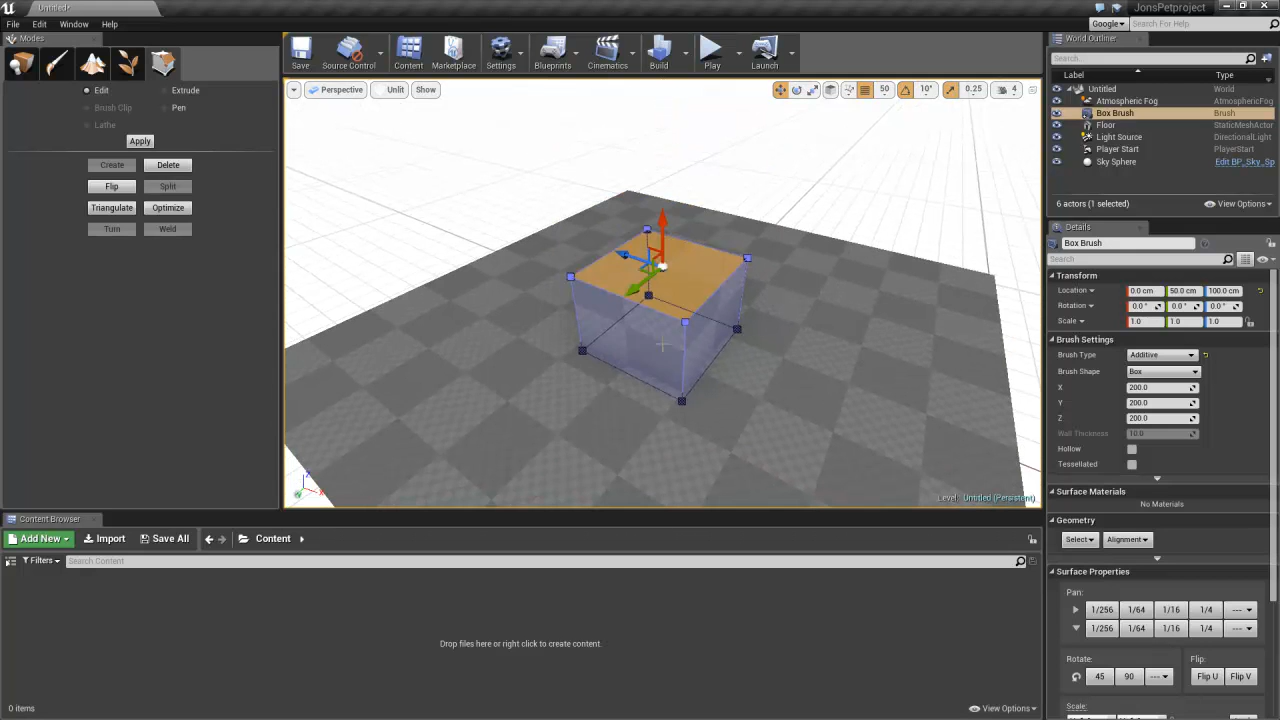 Untitled*
JonsPetproject
File Edit Window Help
Google
Search For Help
Modes
Edit
Extrude
Brush Clip
Pen
Lathe
Apply
Create
Delete
Flip
Split
Triangulate
Optimize
Turn
Weld
Save
Source Control
Content
Marketplace
Settings
Blueprints
Cinematics
Build
Play
Launch
Perspective
Unlit
Show
50
10°
0.25
4
Level: Untitled (Persistent)
World Outliner
Search...
Label
Type
Untitled World
Atmospheric Fog AtmosphericFog
Box Brush Brush
Floor StaticMeshActor
Light Source DirectionalLight
Player Start PlayerStart
Sky Sphere Edit BP_Sky_Sp
6 actors (1 selected)
View Options
Details
Box Brush
Search
Transform
Location 0.0 cm 50.0 cm 100.0 cm
Rotation 0.0 ° 0.0 ° 0.0 °
Scale 1.0 1.0 1.0
Brush Settings
Brush Type Additive
Brush Shape Box
X 200.0
Y 200.0
Z 200.0
Wall Thickness 10.0
Hollow
Tessellated
Surface Materials
No Materials
Geometry
Select
Alignment
Surface Properties
Pan:
1/256 1/64 1/16 1/4 ---
1/256 1/64 1/16 1/4 ---
Rotate:
Flip:
45 90 ---
Flip U Flip V
Scale:
Content Browser
Add New
Import
Save All
Content
Filters
Search Content
Drop files here or right click to create content.
0 items
View Options